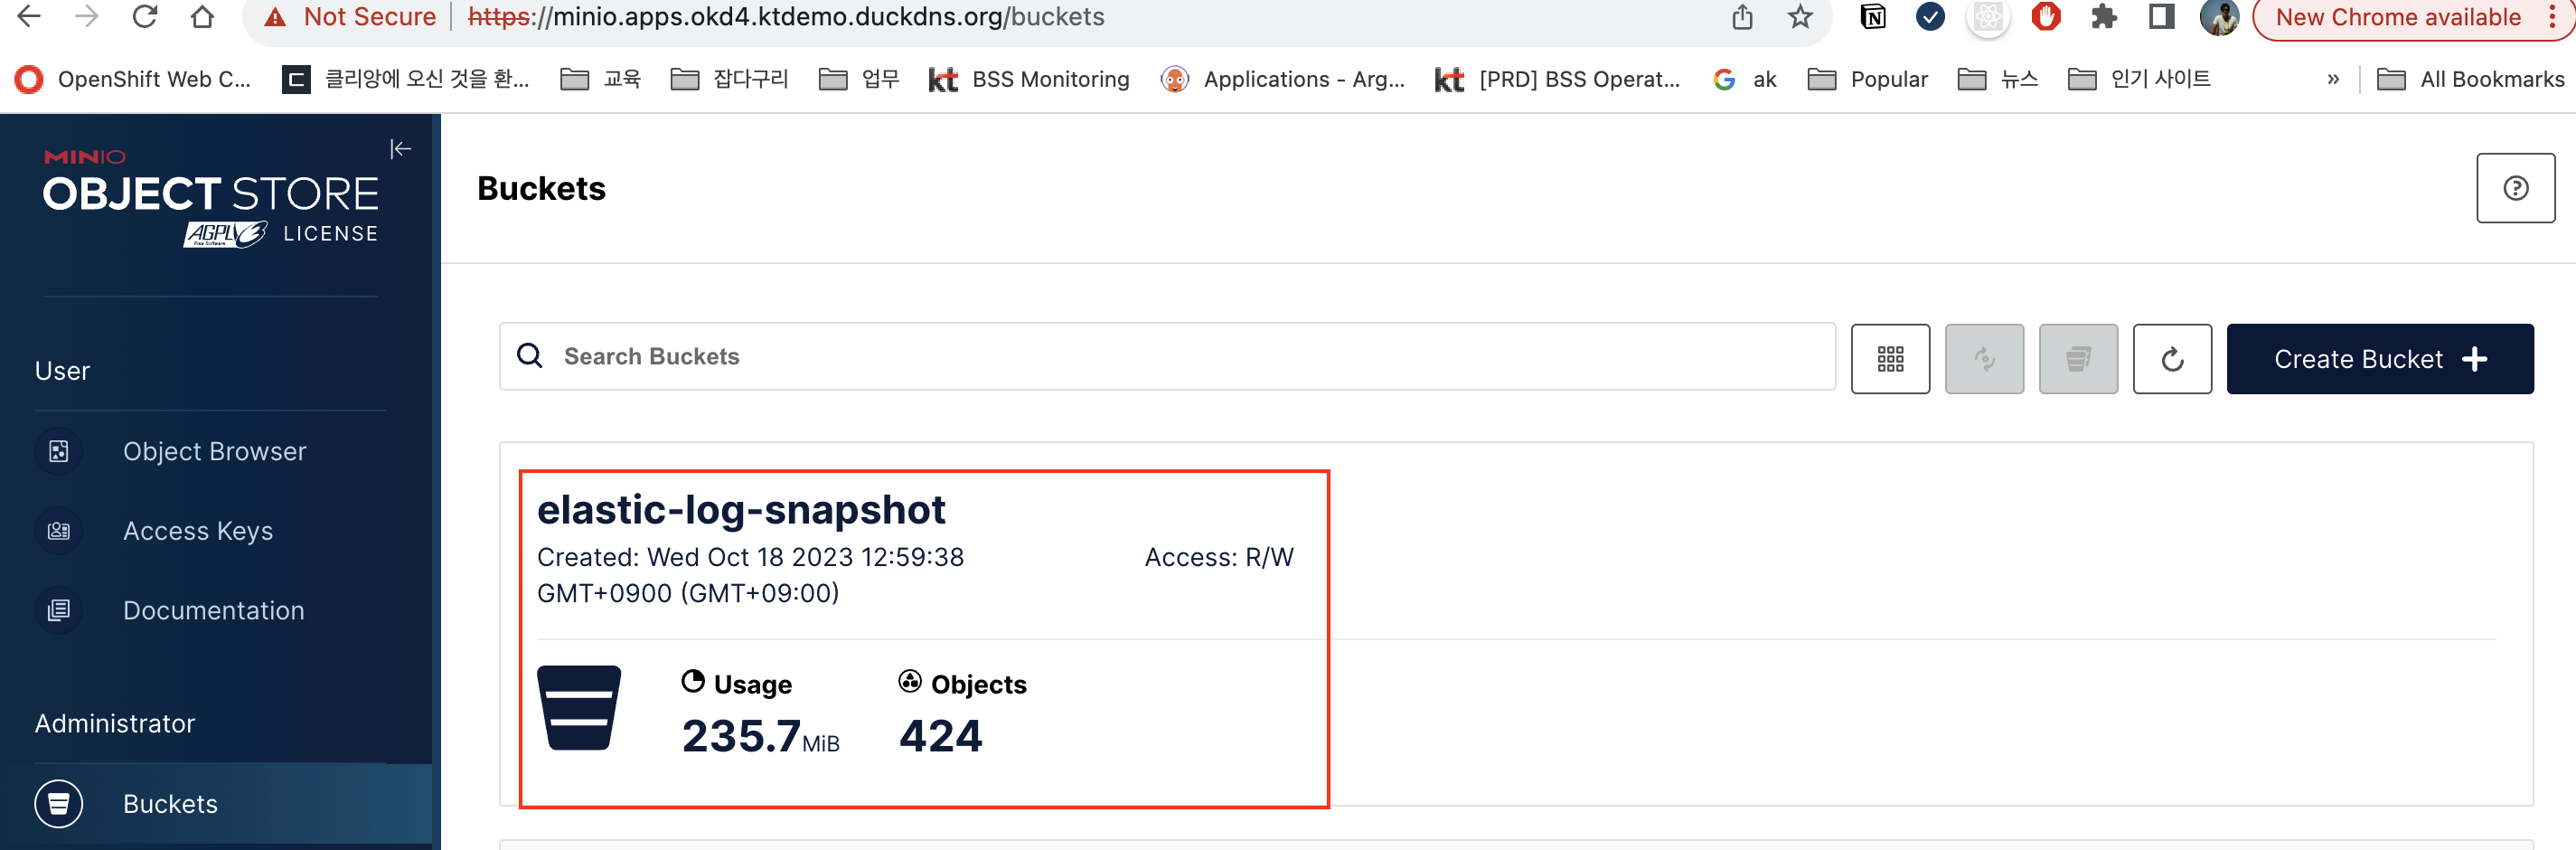 Not Secure https://minio.apps.okd4.ktdemo.duckdns.org/buckets New Chrome available
OpenShift Web C... 클리앙에 오신 것을 환... 교육 잡다구리 업무 kt BSS Monitoring Applications - Arg... kt [PRD] BSS Operat... ak Popular 뉴스 인기 사이트 » All Bookmarks
MINIO
OBJECT STORE
AGPL LICENSE
User
Object Browser
Access Keys
Documentation
Administrator
Buckets
Buckets
Search Buckets
Create Bucket
elastic-log-snapshot
Created: Wed Oct 18 2023 12:59:38 Access: R/W
GMT+0900 (GMT+09:00)
Usage Objects
235.7MiB 424